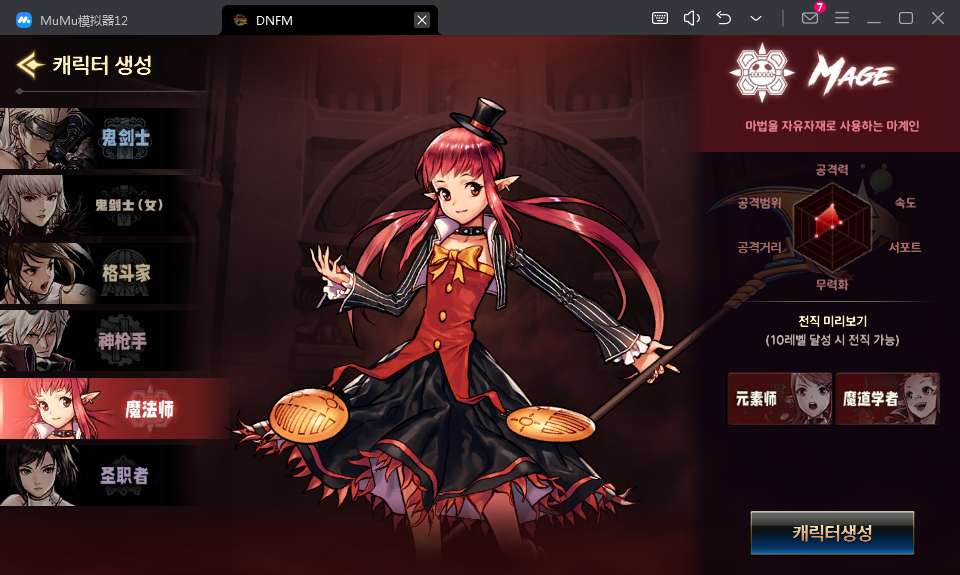 MuMu模拟器12
DNFM
7
캐릭터 생성
鬼剑士
鬼剑士(女)
格斗家
神枪手
魔法师
圣职者
MAGE
마법을 자유자재로 사용하는 마계인
공격력
공격범위
속도
공격거리
서포트
무력화
전직 미리보기
(10레벨 달성 시 전직 가능)
元素师
魔道学者
캐릭터생성